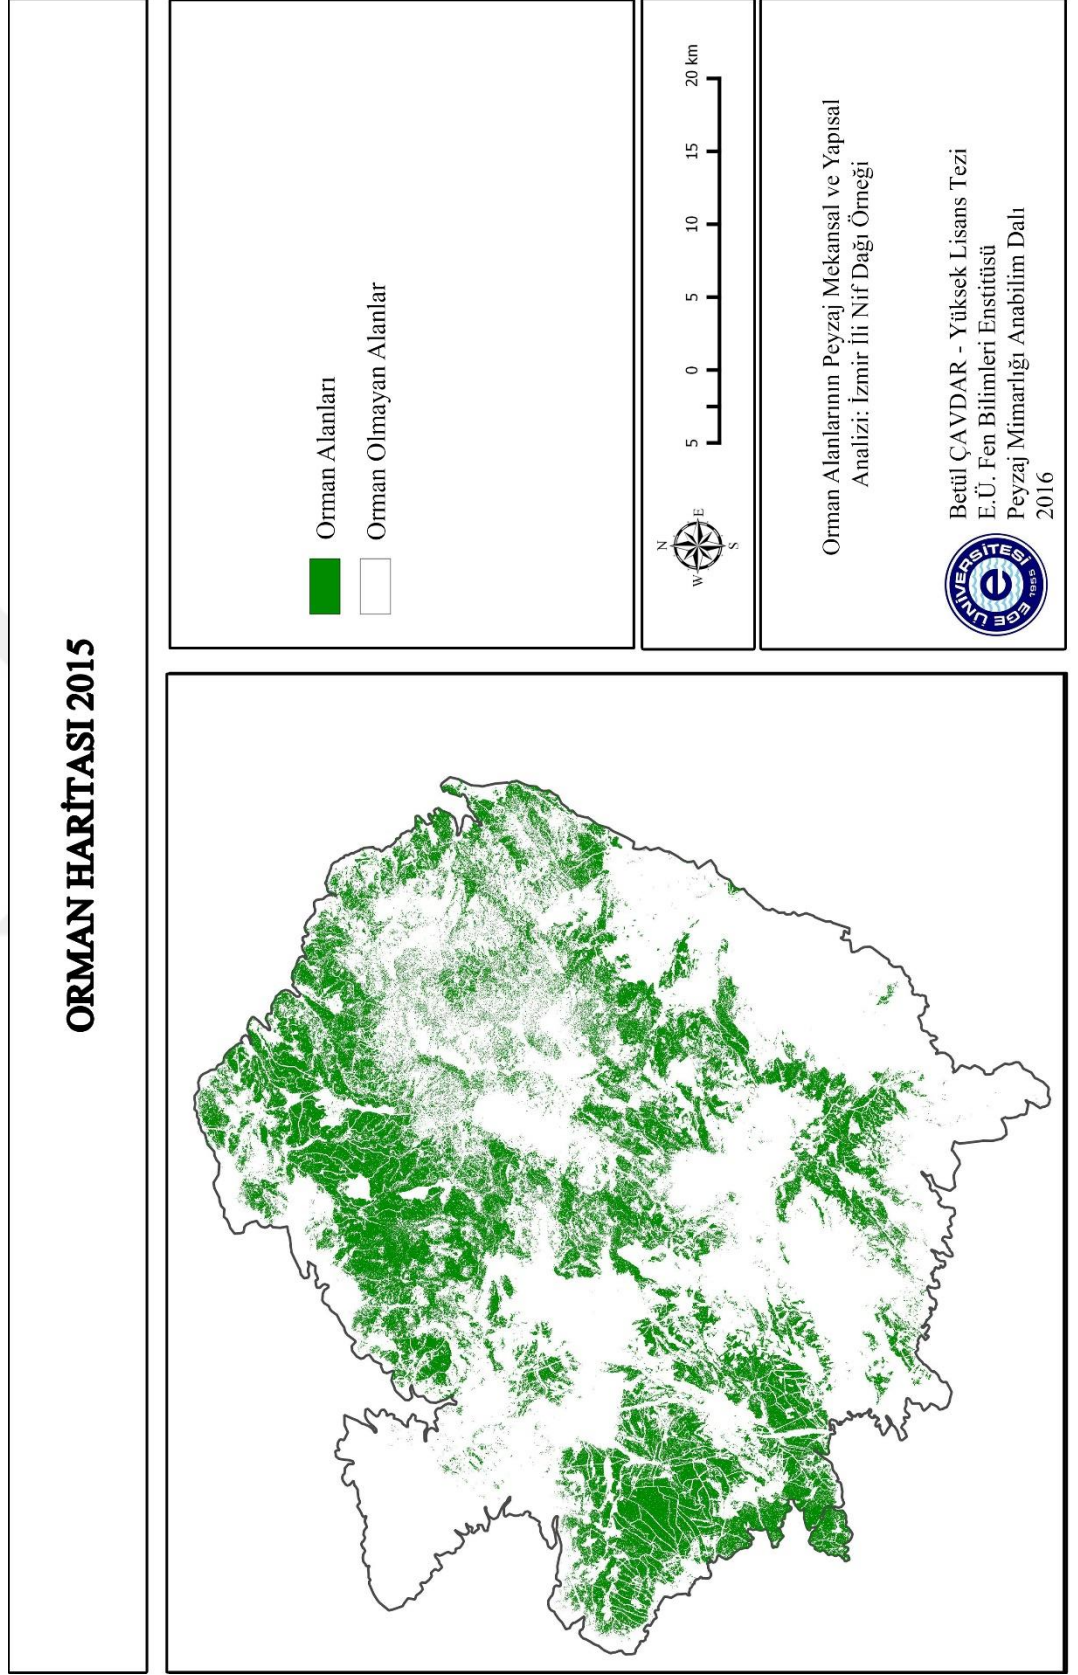 ORMAN HARİTASI 2015
Orman Alanları
Orman Olmayan Alanlar
N
W
E
S
5 0 5 10 15 20 km
Orman Alanlarının Peyzaj Mekansal ve Yapısal
Analizi: İzmir İli Nif Dağı Örneği
EGE ÜNİVERSİTESİ
1955
e
Betül ÇAVDAR - Yüksek Lisans Tezi
E.Ü. Fen Bilimleri Enstitüsü
Peyzaj Mimarlığı Anabilim Dalı
2016